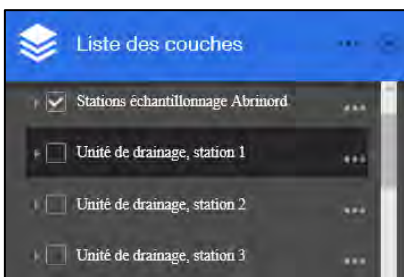 Liste des couches
Stations échantillonnage Abrinord
Unité de drainage, station 1
Unité de drainage, station 2
Unité de drainage, station 3